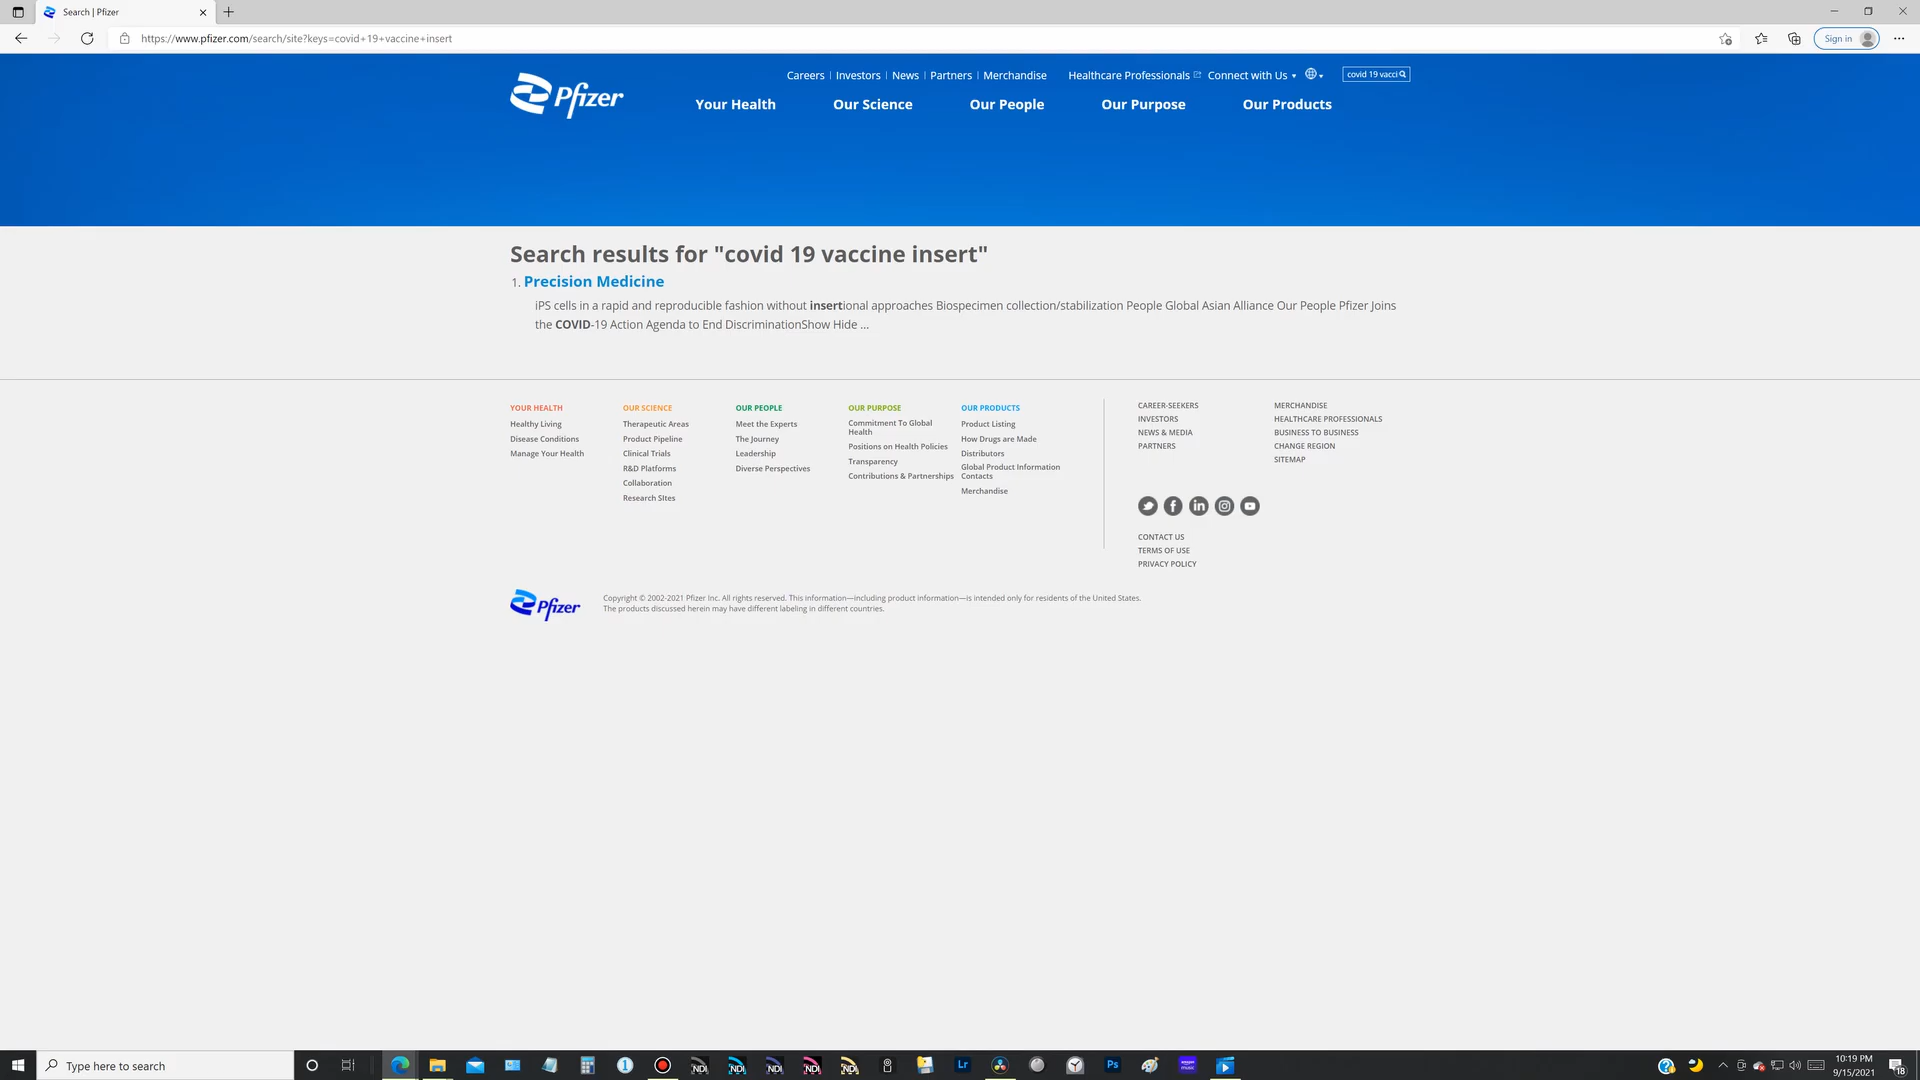 Search | Pfizer
https://www.pfizer.com/search/site?keys=covid+19+vaccine+insert
Sign in
Pfizer
Careers | Investors | News | Partners | Merchandise
Healthcare Professionals
Connect with Us
covid 19 vacci
Your Health
Our Science
Our People
Our Purpose
Our Products
Search results for "covid 19 vaccine insert"
1. Precision Medicine
iPS cells in a rapid and reproducible fashion without insertional approaches Biospecimen collection/stabilization People Global Asian Alliance Our People Pfizer Joins
the COVID-19 Action Agenda to End DiscriminationShow Hide ...
YOUR HEALTH
Healthy Living
Disease Conditions
Manage Your Health
OUR SCIENCE
Therapeutic Areas
Product Pipeline
Clinical Trials
R&D Platforms
Collaboration
Research SItes
OUR PEOPLE
Meet the Experts
The Journey
Leadership
Diverse Perspectives
OUR PURPOSE
Commitment To Global
Health
Positions on Health Policies
Transparency
Contributions & Partnerships
OUR PRODUCTS
Product Listing
How Drugs are Made
Distributors
Global Product Information
Contacts
Merchandise
CAREER-SEEKERS
INVESTORS
NEWS & MEDIA
PARTNERS
MERCHANDISE
HEALTHCARE PROFESSIONALS
BUSINESS TO BUSINESS
CHANGE REGION
SITEMAP
CONTACT US
TERMS OF USE
PRIVACY POLICY
Pfizer
Copyright © 2002-2021 Pfizer Inc. All rights reserved. This information—including product information—is intended only for residents of the United States.
The products discussed herein may have different labeling in different countries.
Type here to search
NDI
NDI
NDI
NDI
NDI
Lr
Ps
10:19 PM
9/15/2021
18